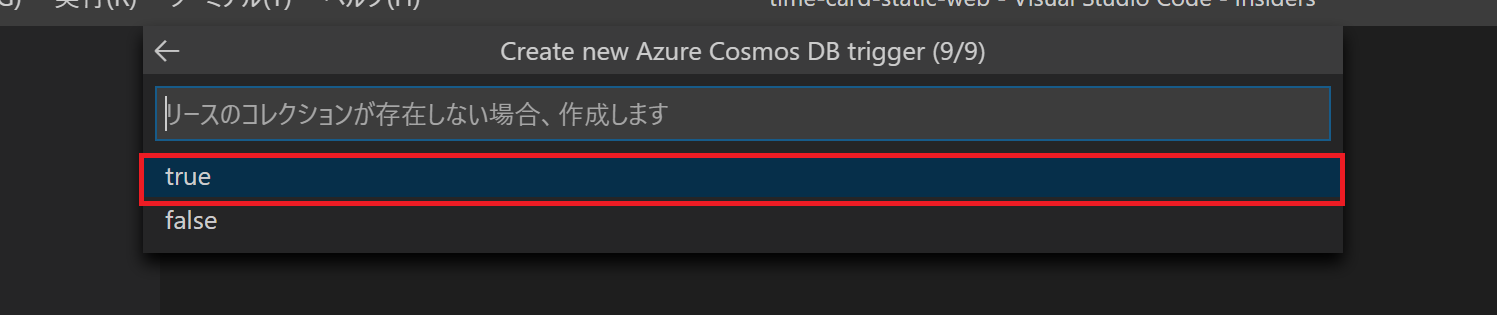 実行(R) ターミナル(T) ヘルプ(H) time-card-static-web - Visual Studio Code - Insiders
Create new Azure Cosmos DB trigger (9/9)
リースのコレクションが存在しない場合、作成します
true
false